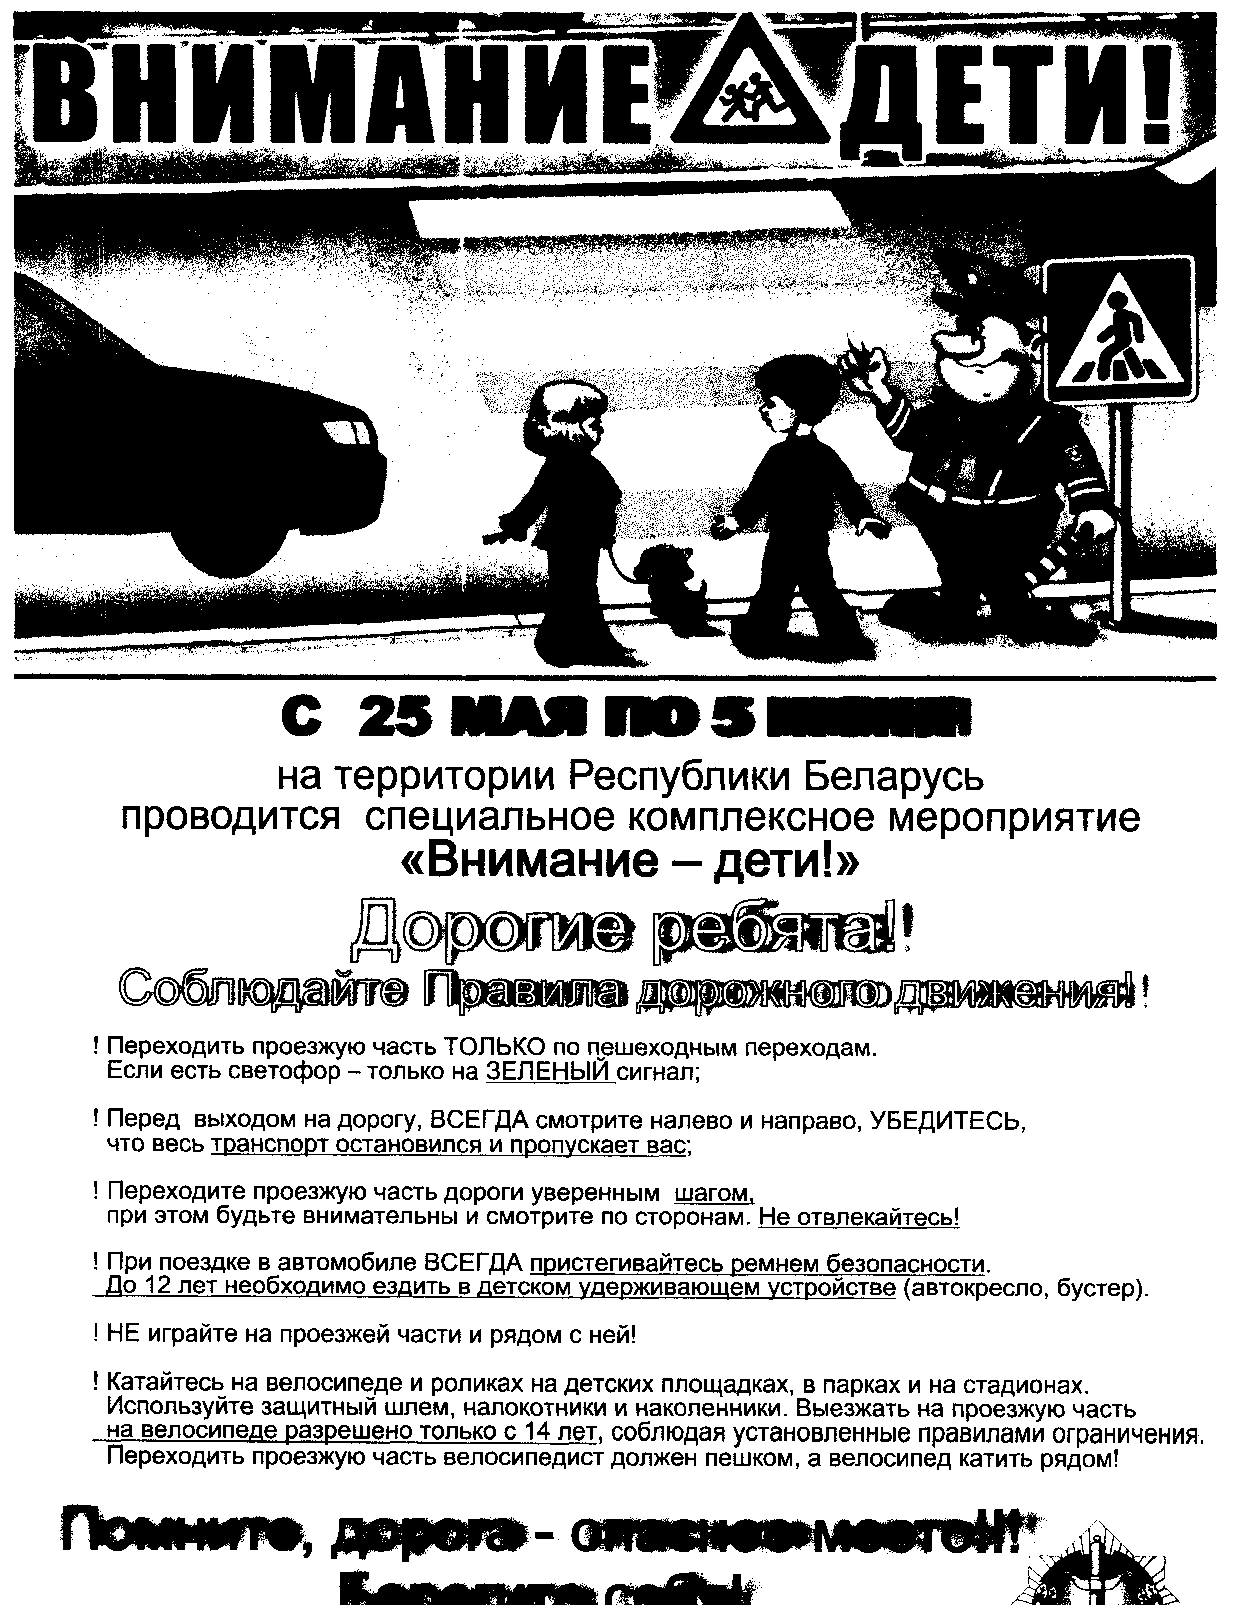 ВНИМАНИЕ ДЕТИ!
С 25 МАЯ ПО 5
на территории Республики Беларусь
проводится специальное комплексное мероприятие
«Внимание – дети!»
Дорогие ребята!!
Соблюдайте Правила дорожного движения!!
! Переходить проезжую часть ТОЛЬКО по пешеходным переходам.
Если есть светофор – только на ЗЕЛЕНЫЙ сигнал;
! Перед выходом на дорогу, ВСЕГДА смотрите налево и направо, УБЕДИТЕСЬ,
что весь транспорт остановился и пропускает вас;
! Переходите проезжую часть дороги уверенным шагом,
при этом будьте внимательны и смотрите по сторонам. Не отвлекайтесь!
! При поездке в автомобиле ВСЕГДА пристегивайтесь ремнем безопасности.
До 12 лет необходимо ездить в детском удерживающем устройстве (автокресло, бустер).
! НЕ играйте на проезжей части и рядом с ней!
! Катайтесь на велосипеде и роликах на детских площадках, в парках и на стадионах.
Используйте защитный шлем, налокотники и наколенники. Выезжать на проезжую часть
на велосипеде разрешено только с 14 лет, соблюдая установленные правилами ограничения.
Переходить проезжую часть велосипедист должен пешком, а велосипед катить рядом!
Помните, дорога - опасное место!!!